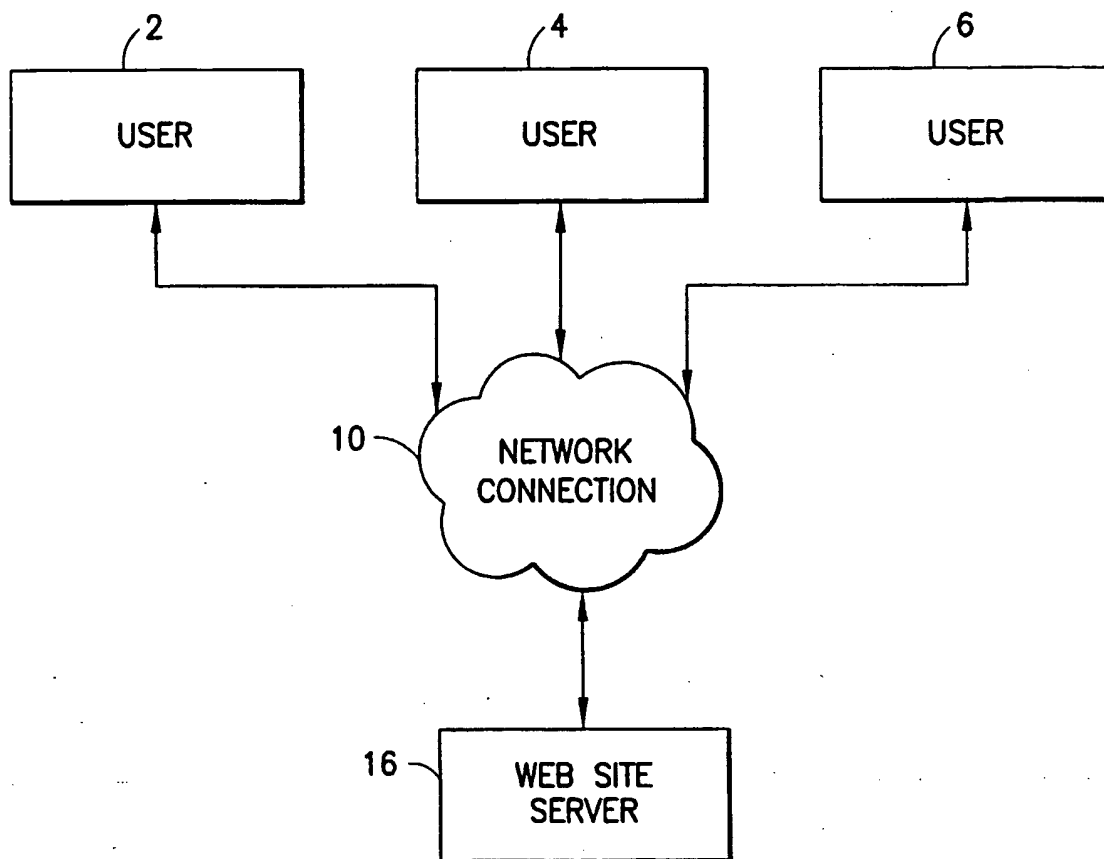 2
4
6
USER
USER
USER
10
NETWORK
CONNECTION
16
WEB SITE
SERVER